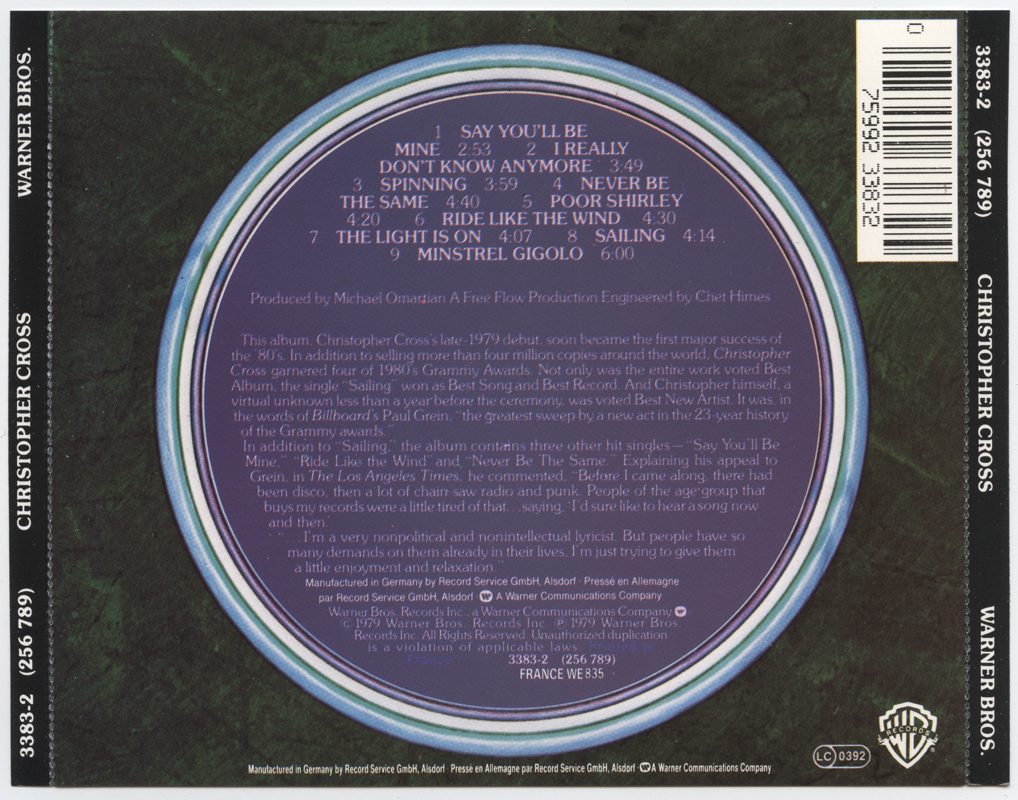 WARNER BROS.
CHRISTOPHER CROSS
3383-2 (256 789)
1 SAY YOU'LL BE
MINE 2:53 2 I REALLY
DON'T KNOW ANYMORE 3:49
3 SPINNING 3:59 4 NEVER BE
THE SAME 4:40 5 POOR SHIRLEY
4:20 6 RIDE LIKE THE WIND 4:30
7 THE LIGHT IS ON 4:07 8 SAILING 4:14
9 MINSTREL GIGOLO 6:00
Produced by Michael Omartian A Free Flow Production Engineered by Chet Himes
This album, Christopher Cross's late-1979 debut, soon became the first major success of
the '80's. In addition to selling more than four million copies around the world, Christopher
Cross garnered four of 1980's Grammy Awards. Not only was the entire work voted Best
Album, the single "Sailing" won as Best Song and Best Record. And Christopher himself, a
virtual unknown less than a year before the ceremony, was voted Best New Artist. It was, in
the words of Billboard's Paul Grein, "the greatest sweep by a new act in the 23-year history
of the Grammy awards."
In addition to "Sailing," the album contains three other hit singles—"Say You'll Be
Mine," "Ride Like the Wind" and "Never Be The Same." Explaining his appeal to
Grein, in The Los Angeles Times, he commented, "Before I came along, there had
been disco, then a lot of chain-saw radio and punk. People of the age group that
buys my records were a little tired of that...saying, 'I'd sure like to hear a song now
and then.'
"...I'm a very nonpolitical and nonintellectual lyricist. But people have so
many demands on them already in their lives. I'm just trying to give them
a little enjoyment and relaxation."
Manufactured in Germany by Record Service GmbH, Alsdorf · Pressé en Allemagne
par Record Service GmbH, Alsdorf · A Warner Communications Company
Warner Bros. Records Inc., a Warner Communications Company
© 1979 Warner Bros. Records Inc. ℗ 1979 Warner Bros.
Records Inc. All Rights Reserved. Unauthorized duplication
is a violation of applicable laws. Printed in
France
3383-2 (256 789)
FRANCE WE 835
Manufactured in Germany by Record Service GmbH, Alsdorf · Pressé en Allemagne par Record Service GmbH, Alsdorf · A Warner Communications Company
0
75992 33832
LC 0392
WB
RECORDS
3383-2 (256 789)
CHRISTOPHER CROSS
WARNER BROS.